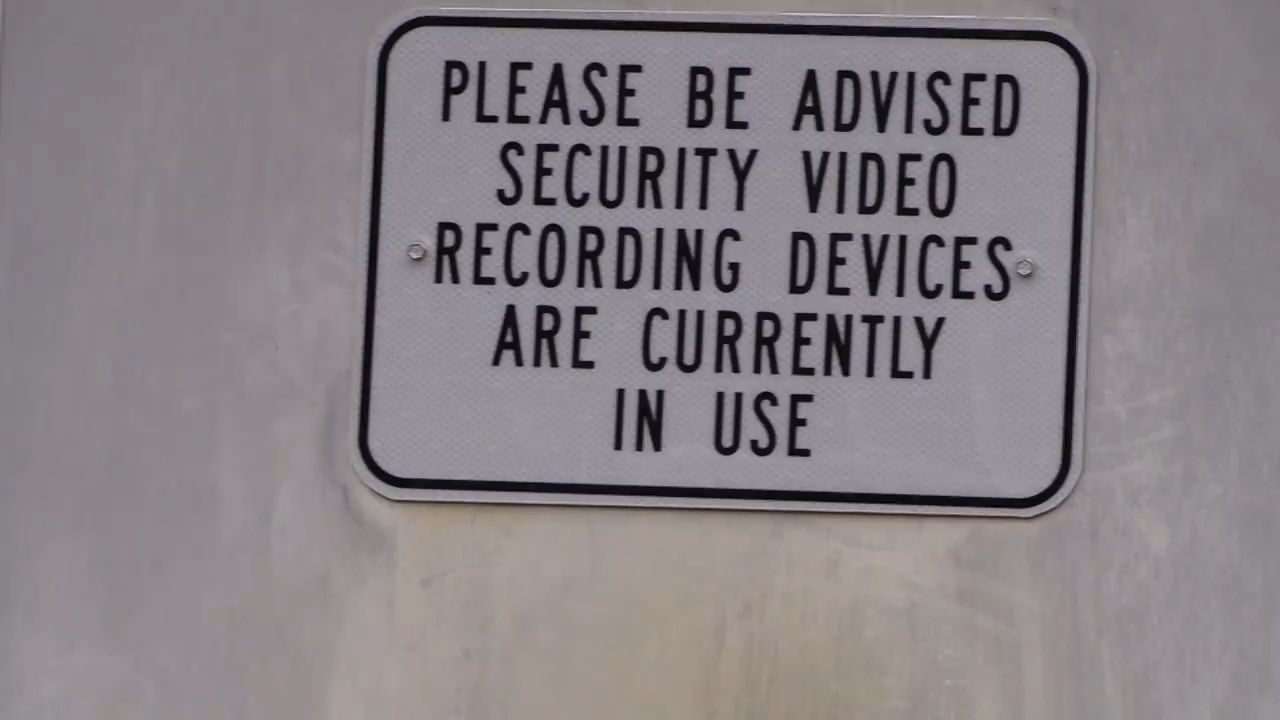 PLEASE BE ADVISED
SECURITY VIDEO
RECORDING DEVICES
ARE CURRENTLY
IN USE